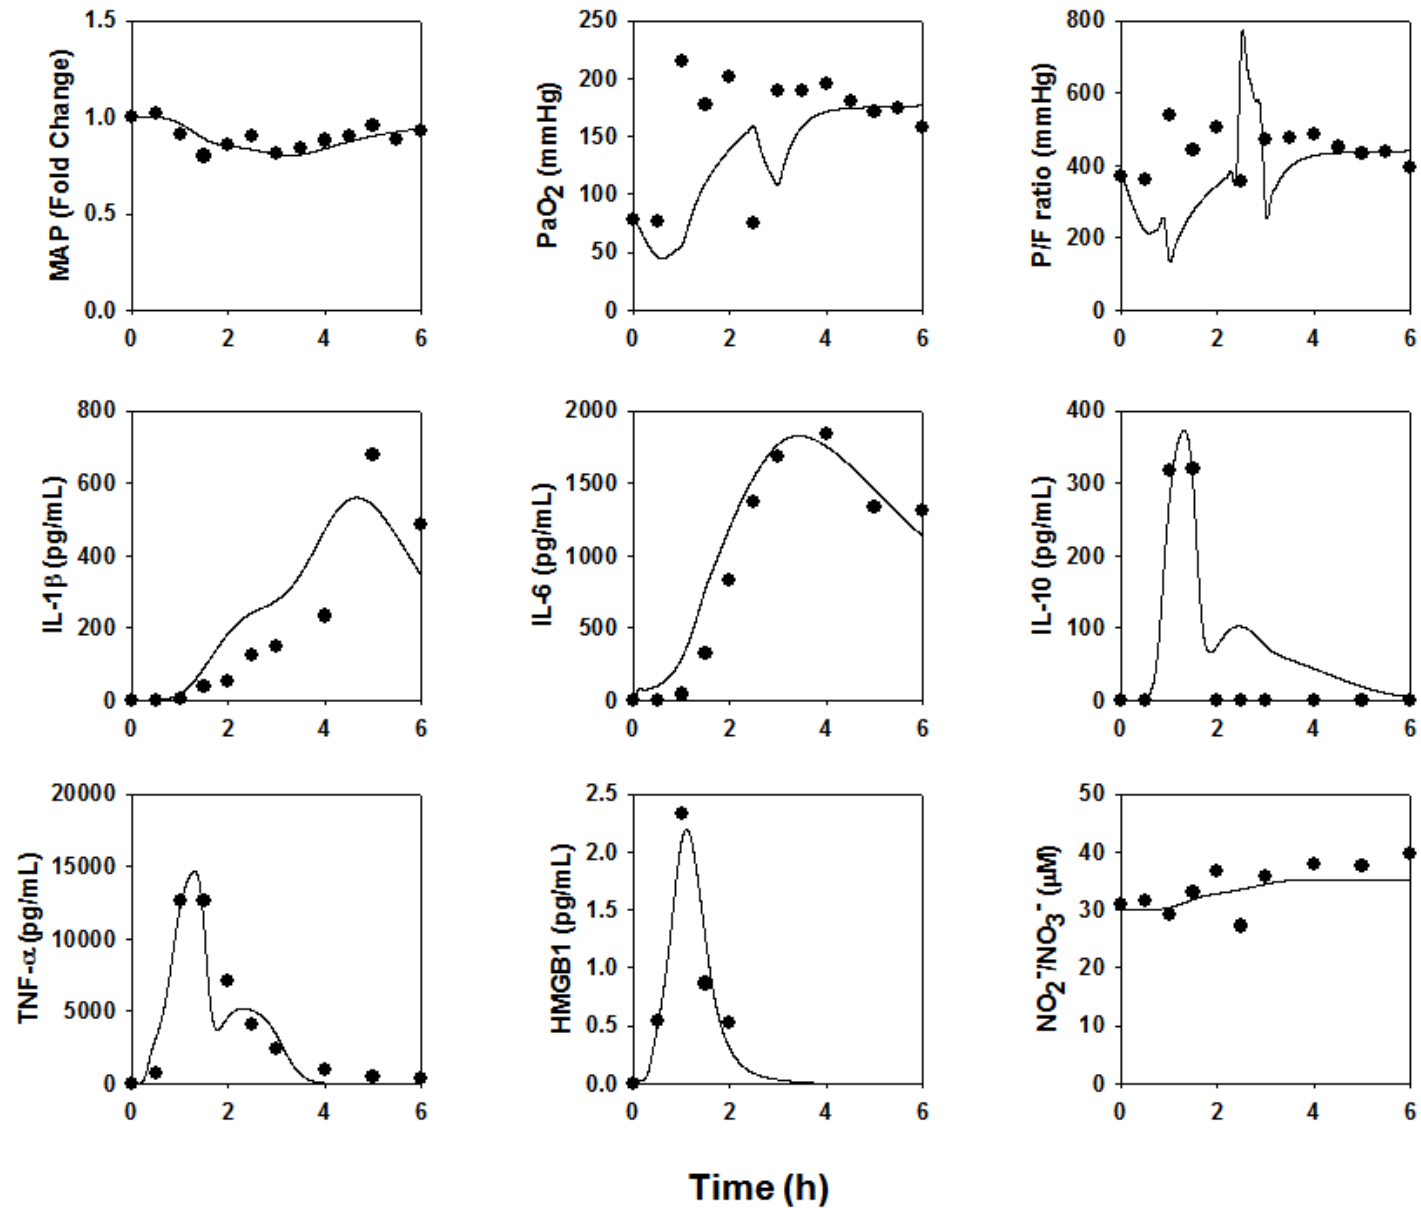 MAP (Fold Change)
1.5
1.0
0.5
0.0
0 2 4 6
PaO2 (mmHg)
250
200
150
100
50
0
0 2 4 6
P/F ratio (mmHg)
800
600
400
200
0
0 2 4 6
IL-1β (pg/mL)
800
600
400
200
0
0 2 4 6
IL-6 (pg/mL)
2000
1500
1000
500
0
0 2 4 6
IL-10 (pg/mL)
400
300
200
100
0
0 2 4 6
TNF-α (pg/mL)
20000
15000
10000
5000
0
0 2 4 6
HMGB1 (pg/mL)
2.5
2.0
1.5
1.0
0.5
0.0
0 2 4 6
NO2⁻/NO3⁻ (µM)
50
40
30
20
10
0
0 2 4 6
Time (h)